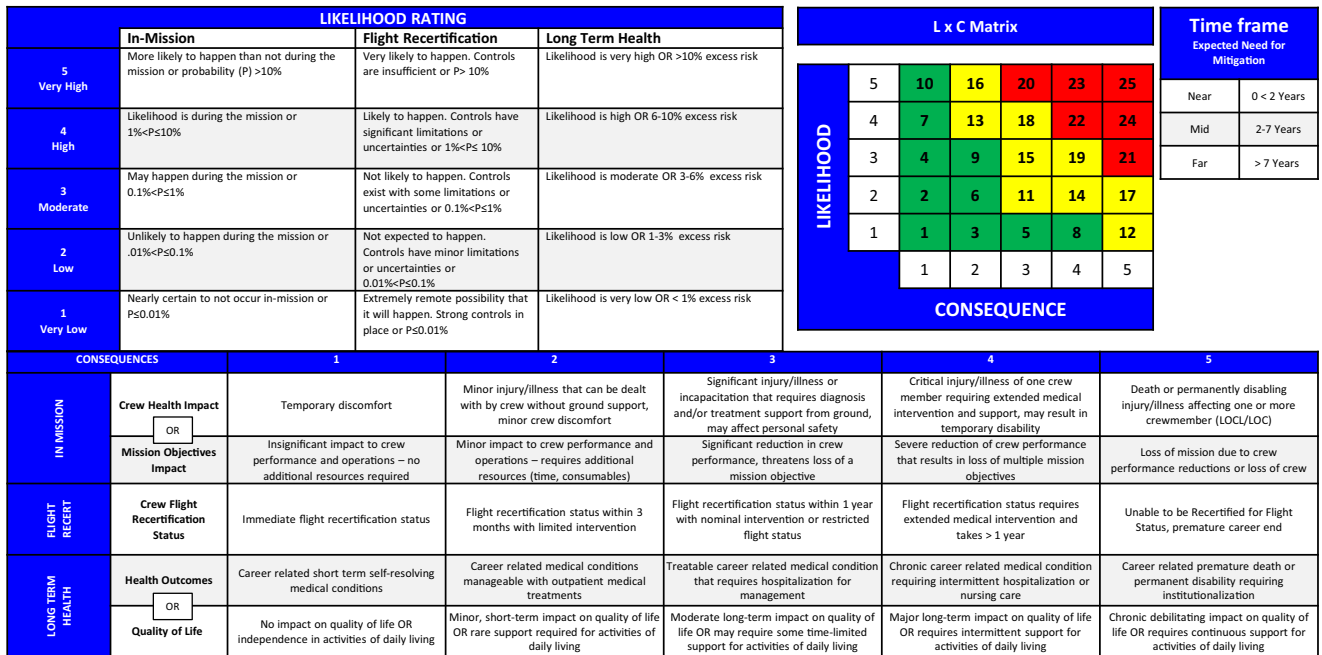 LIKELIHOOD RATING
In-Mission
Flight Recertification
Long Term Health
5
Very High
More likely to happen than not during the
mission or probability (P) >10%
Very likely to happen. Controls
are insufficient or P> 10%
Likelihood is very high OR >10% excess risk
4
High
Likelihood is during the mission or
1%<P≤10%
Likely to happen. Controls have
significant limitations or
uncertainties or 1%<P≤ 10%
Likelihood is high OR 6-10% excess risk
3
Moderate
May happen during the mission or
0.1%<P≤1%
Not likely to happen. Controls
exist with some limitations or
uncertainties or 0.1%<P≤1%
Likelihood is moderate OR 3-6% excess risk
2
Low
Unlikely to happen during the mission or
.01%<P≤0.1%
Not expected to happen.
Controls have minor limitations
or uncertainties or
0.01%<P≤0.1%
Likelihood is low OR 1-3% excess risk
1
Very Low
Nearly certain to not occur in-mission or
P≤0.01%
Extremely remote possibility that
it will happen. Strong controls in
place or P≤0.01%
Likelihood is very low OR < 1% excess risk
L x C Matrix
LIKELIHOOD
5 10 16 20 23 25
4 7 13 18 22 24
3 4 9 15 19 21
2 2 6 11 14 17
1 1 3 5 8 12
1 2 3 4 5
CONSEQUENCE
Time frame
Expected Need for
Mitigation
Near 0 < 2 Years
Mid 2-7 Years
Far > 7 Years
CONSEQUENCES 1 2 3 4 5
IN MISSION
Crew Health Impact
Temporary discomfort
Minor injury/illness that can be dealt
with by crew without ground support,
minor crew discomfort
Significant injury/illness or
incapacitation that requires diagnosis
and/or treatment support from ground,
may affect personal safety
Critical injury/illness of one crew
member requiring extended medical
intervention and support, may result in
temporary disability
Death or permanently disabling
injury/illness affecting one or more
crewmember (LOCL/LOC)
OR
Mission Objectives
Impact
Insignificant impact to crew
performance and operations – no
additional resources required
Minor impact to crew performance and
operations – requires additional
resources (time, consumables)
Significant reduction in crew
performance, threatens loss of a
mission objective
Severe reduction of crew performance
that results in loss of multiple mission
objectives
Loss of mission due to crew
performance reductions or loss of crew
FLIGHT
RECERT
Crew Flight
Recertification
Status
Immediate flight recertification status
Flight recertification status within 3
months with limited intervention
Flight recertification status within 1 year
with nominal intervention or restricted
flight status
Flight recertification status requires
extended medical intervention and
takes > 1 year
Unable to be Recertified for Flight
Status, premature career end
LONG TERM
HEALTH
Health Outcomes
Career related short term self-resolving
medical conditions
Career related medical conditions
manageable with outpatient medical
treatments
Treatable career related medical condition
that requires hospitalization for
management
Chronic career related medical condition
requiring intermittent hospitalization or
nursing care
Career related premature death or
permanent disability requiring
institutionalization
OR
Quality of Life
No impact on quality of life OR
independence in activities of daily living
Minor, short-term impact on quality of life
OR rare support required for activities of
daily living
Moderate long-term impact on quality of
life OR may require some time-limited
support for activities of daily living
Major long-term impact on quality of life
OR requires intermittent support for
activities of daily living
Chronic debilitating impact on quality of
life OR requires continuous support for
activities of daily living